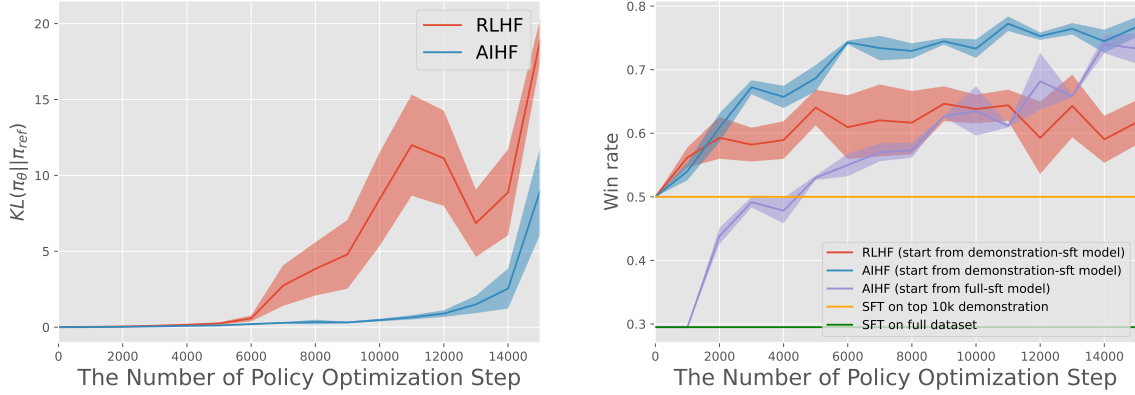 20
15
10
5
0
KL(πθ||πref)
RLHF
AIHF
0 2000 4000 6000 8000 10000 12000 14000
The Number of Policy Optimization Step
0.8
0.7
0.6
0.5
0.4
0.3
Win rate
RLHF (start from demonstration-sft model)
AIHF (start from demonstration-sft model)
AIHF (start from full-sft model)
SFT on top 10k demonstration
SFT on full dataset
0 2000 4000 6000 8000 10000 12000 14000
The Number of Policy Optimization Step